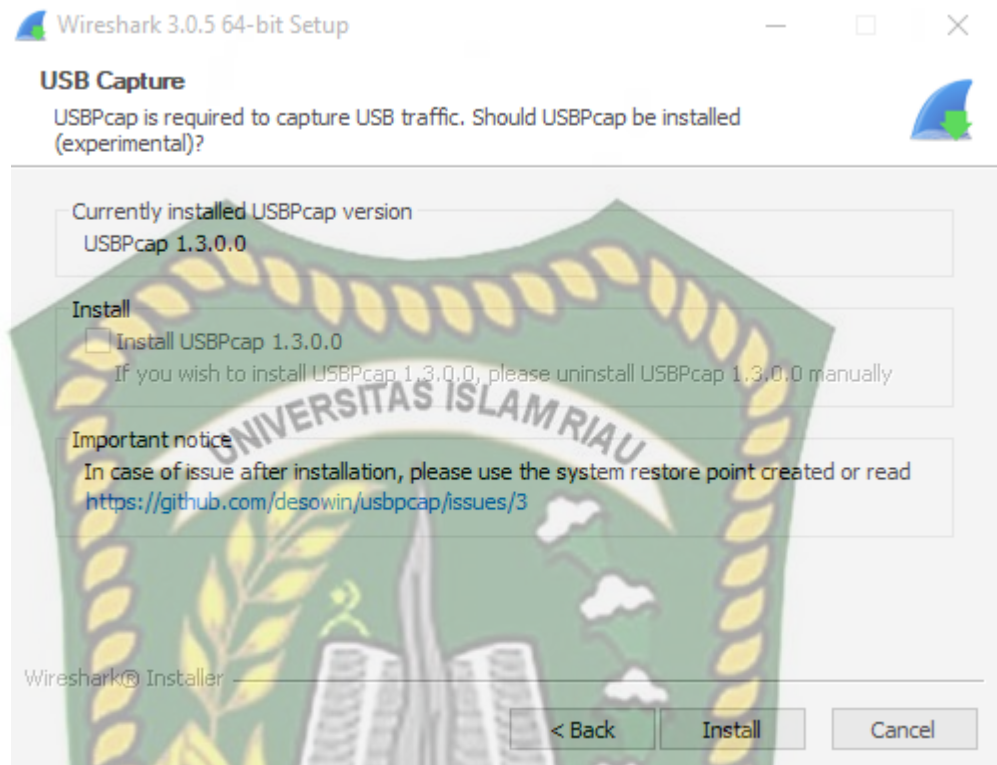 Wireshark 3.0.5 64-bit Setup
USB Capture
USBPcap is required to capture USB traffic. Should USBPcap be installed
(experimental)?
Currently installed USBPcap version
USBPcap 1.3.0.0
Install
Install USBPcap 1.3.0.0
If you wish to install USBPcap 1.3.0.0, please uninstall USBPcap 1.3.0.0 manually
UNIVERSITAS ISLAM RIAU
Important notice
In case of issue after installation, please use the system restore point created or read
https://github.com/desowin/usbpcap/issues/3
Wireshark® Installer
< Back Install Cancel